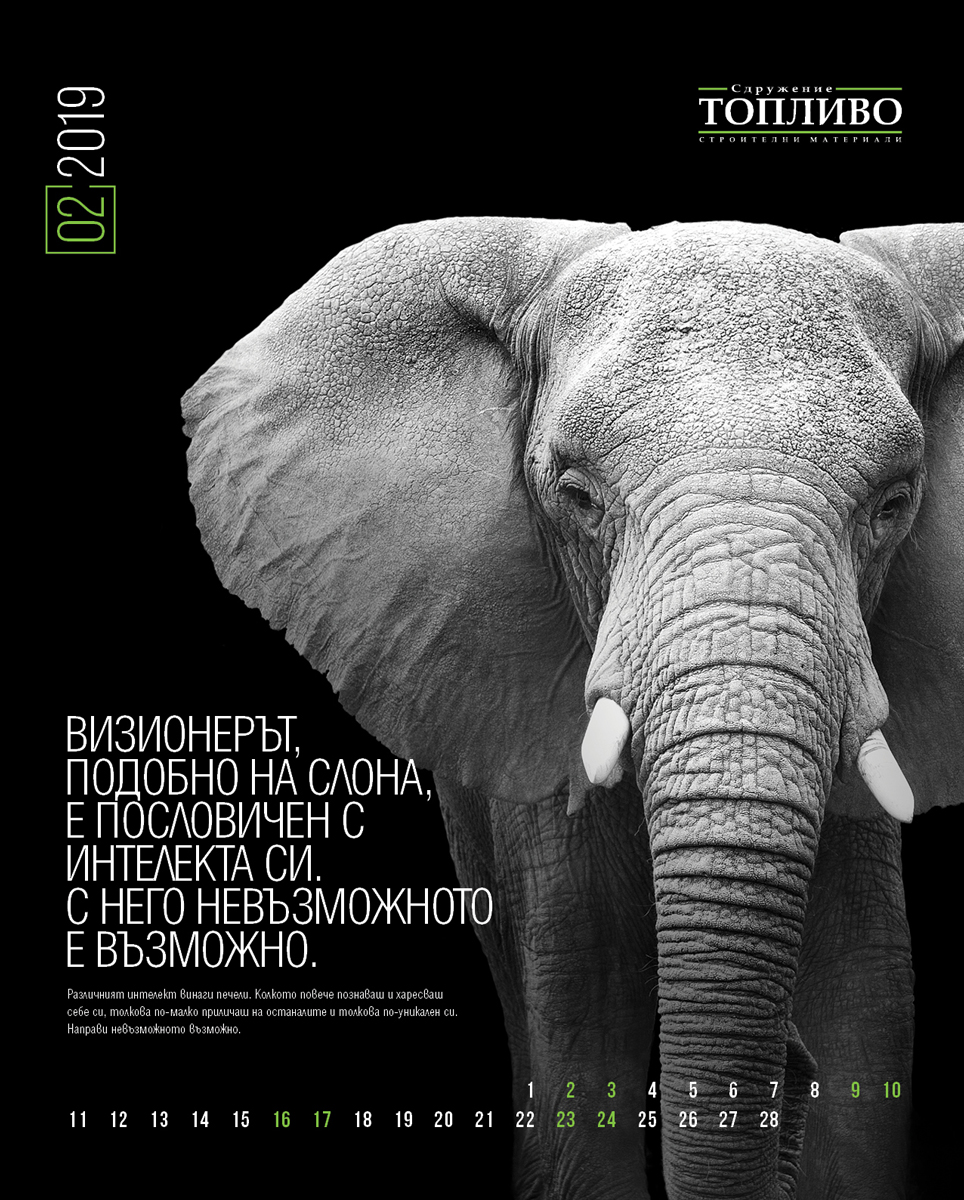 02 2019
Сдружение
ТОПЛИВО
СТРОИТЕЛНИ МАТЕРИАЛИ
ВИЗИОНЕРЪТ,
ПОДОБНО НА СЛОНА,
Е ПОСЛОВИЧЕН С
ИНТЕЛЕКТА СИ.
С НЕГО НЕВЪЗМОЖНОТО
Е ВЪЗМОЖНО.
Различният интелект винаги печели. Колкото повече познаваш и харесваш
себе си, толкова по-малко приличаш на останалите и толкова по-уникален си.
Направи невъзможното възможно.
1 2 3 4 5 6 7 8 9 10
11 12 13 14 15 16 17 18 19 20 21 22 23 24 25 26 27 28